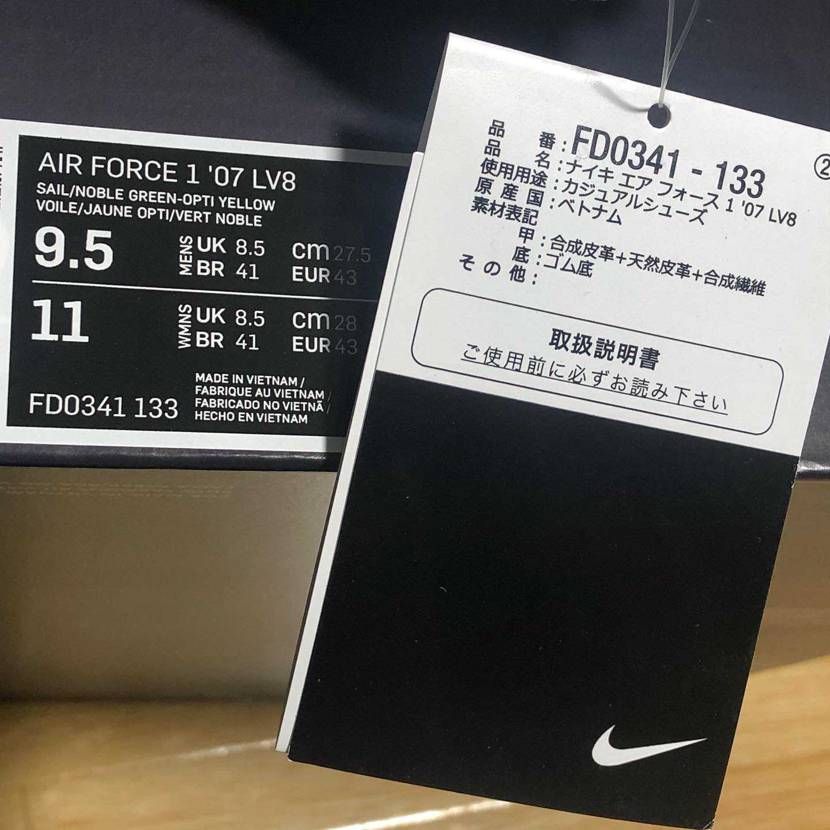 AIR FORCE 1 '07 LV8
SAIL/NOBLE GREEN-OPTI YELLOW
VOILE/JAUNE OPTI/VERT NOBLE
9.5 MENS UK 8.5 cm 27.5
BR 41 EUR 43
11 WMNS UK 8.5 cm 28
BR 41 EUR 43
FD0341 133
MADE IN VIETNAM /
FABRIQUE AU VIETNAM /
FABRICADO NO VIETNÃ /
HECHO EN VIETNAM
②
品番:FD0341 - 133
品名:ナイキ エア フォース 1 '07 LV8
使用用途:カジュアルシューズ
原産国:ベトナム
素材表記
甲:合成皮革+天然皮革+合成繊維
底:ゴム底
その他:
取扱説明書
ご使用前に必ずお読み下さい